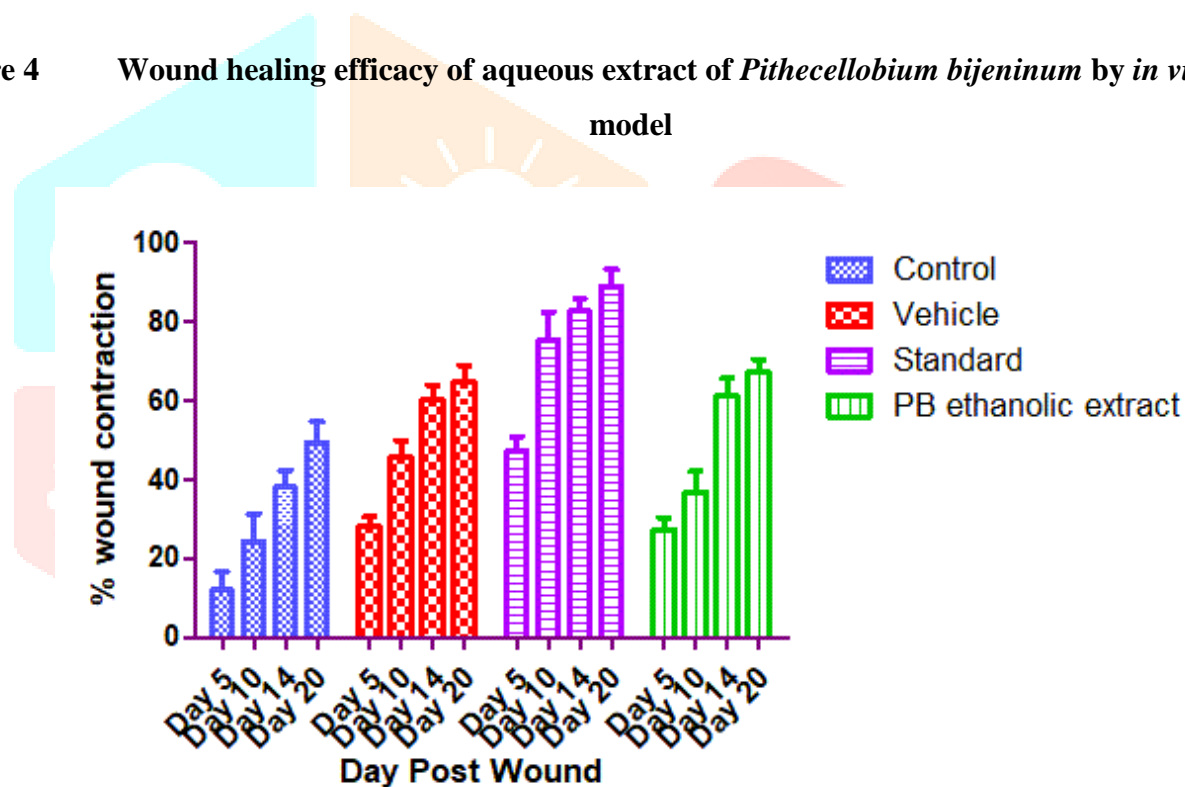 re 4 Wound healing efficacy of aqueous extract of Pithecellobium bijeninum by in vi
model
100
80
60
40
20
0
% wound contraction
Control
Vehicle
Standard
PB ethanolic extract
Day 5
Day 10
Day 14
Day 20
Day 5
Day 10
Day 14
Day 20
Day 5
Day 10
Day 14
Day 20
Day 5
Day 10
Day 14
Day 20
Day Post Wound